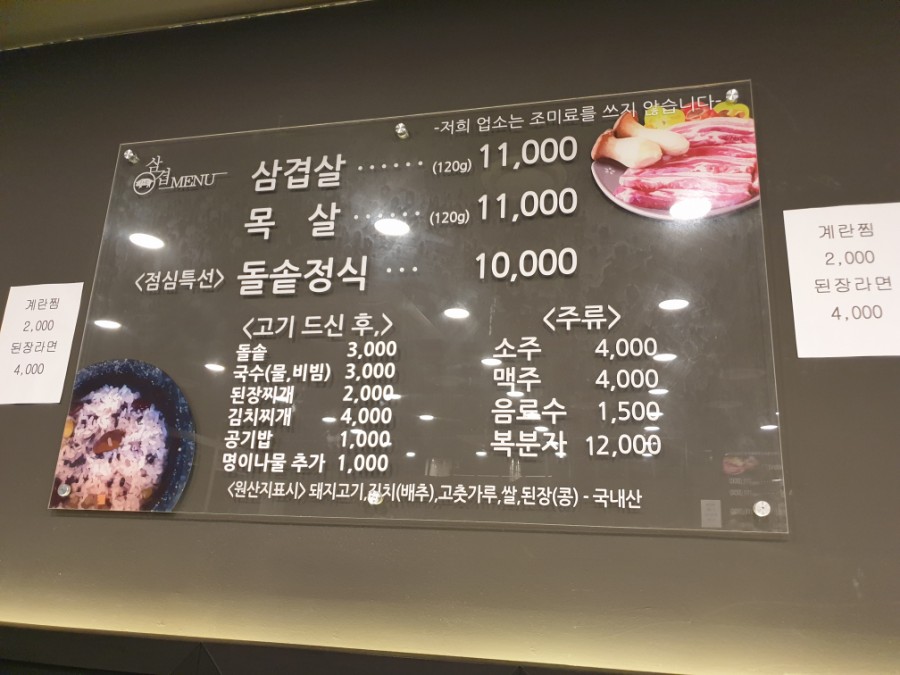 -저희 업소는 조미료를 쓰지 않습니다-
삼겹 MENU
삼겹살 ······ (120g) 11,000
목 살 ······ (120g) 11,000
<점심특선> 돌솥정식 ··· 10,000
<고기 드신 후,>
돌솥 3,000
국수(물,비빔) 3,000
된장찌개 2,000
김치찌개 4,000
공기밥 1,000
명이나물 추가 1,000
<주류>
소주 4,000
맥주 4,000
음료수 1,500
복분자 12,000
<원산지표시> 돼지고기,김치(배추),고춧가루,쌀,된장(콩) - 국내산
계란찜
2,000
된장라면
4,000
계란찜
2,000
된장라면
4,000